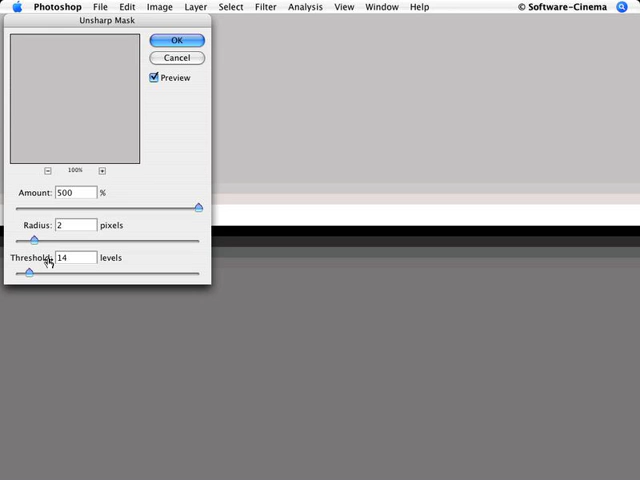 Photoshop File Edit Image Layer Select Filter Analysis View Window Help © Software-Cinema
Unsharp Mask
OK
Cancel
Preview
100%
Amount: 500 %
Radius: 2 pixels
Threshold: 14 levels